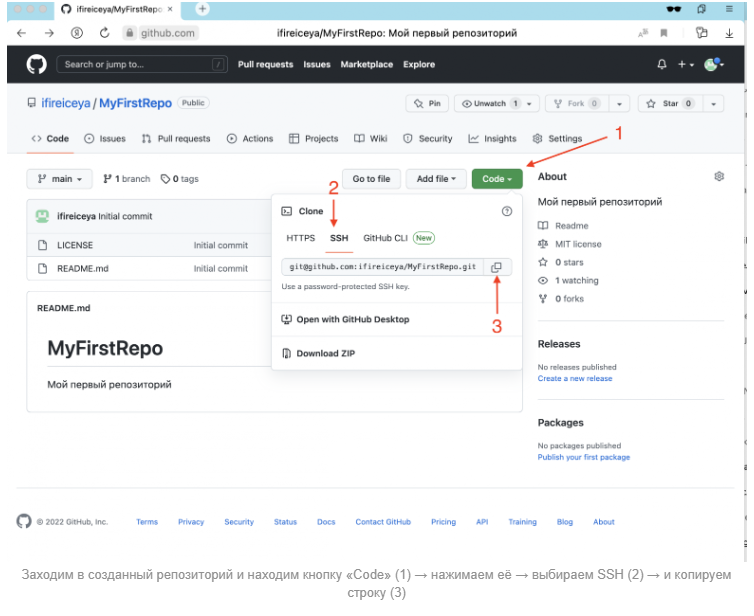 ifireiceya/MyFirstRepo: × +
github.com ifireiceya/MyFirstRepo: Мой первый репозиторий
Search or jump to... / Pull requests Issues Marketplace Explore
ifireiceya / MyFirstRepo Public Pin Unwatch 1 Fork 0 Star 0
1
Code Issues Pull requests Actions Projects Wiki Security Insights Settings
main 1 branch 0 tags Go to file Add file Code About
2
Мой первый репозиторий
ifireiceya Initial commit Clone
Readme
LICENSE Initial commit HTTPS SSH GitHub CLI New
MIT license
0 stars
README.md Initial commit git@github.com:ifireiceya/MyFirstRepo.git
1 watching
Use a password-protected SSH key.
0 forks
README.md
3
Open with GitHub Desktop
Releases
MyFirstRepo
Download ZIP
No releases published
Create a new release
Мой первый репозиторий
Packages
No packages published
Publish your first package
© 2022 GitHub, Inc. Terms Privacy Security Status Docs Contact GitHub Pricing API Training Blog About
Заходим в созданный репозиторий и находим кнопку «Code» (1) → нажимаем её → выбираем SSH (2) → и копируем
строку (3)